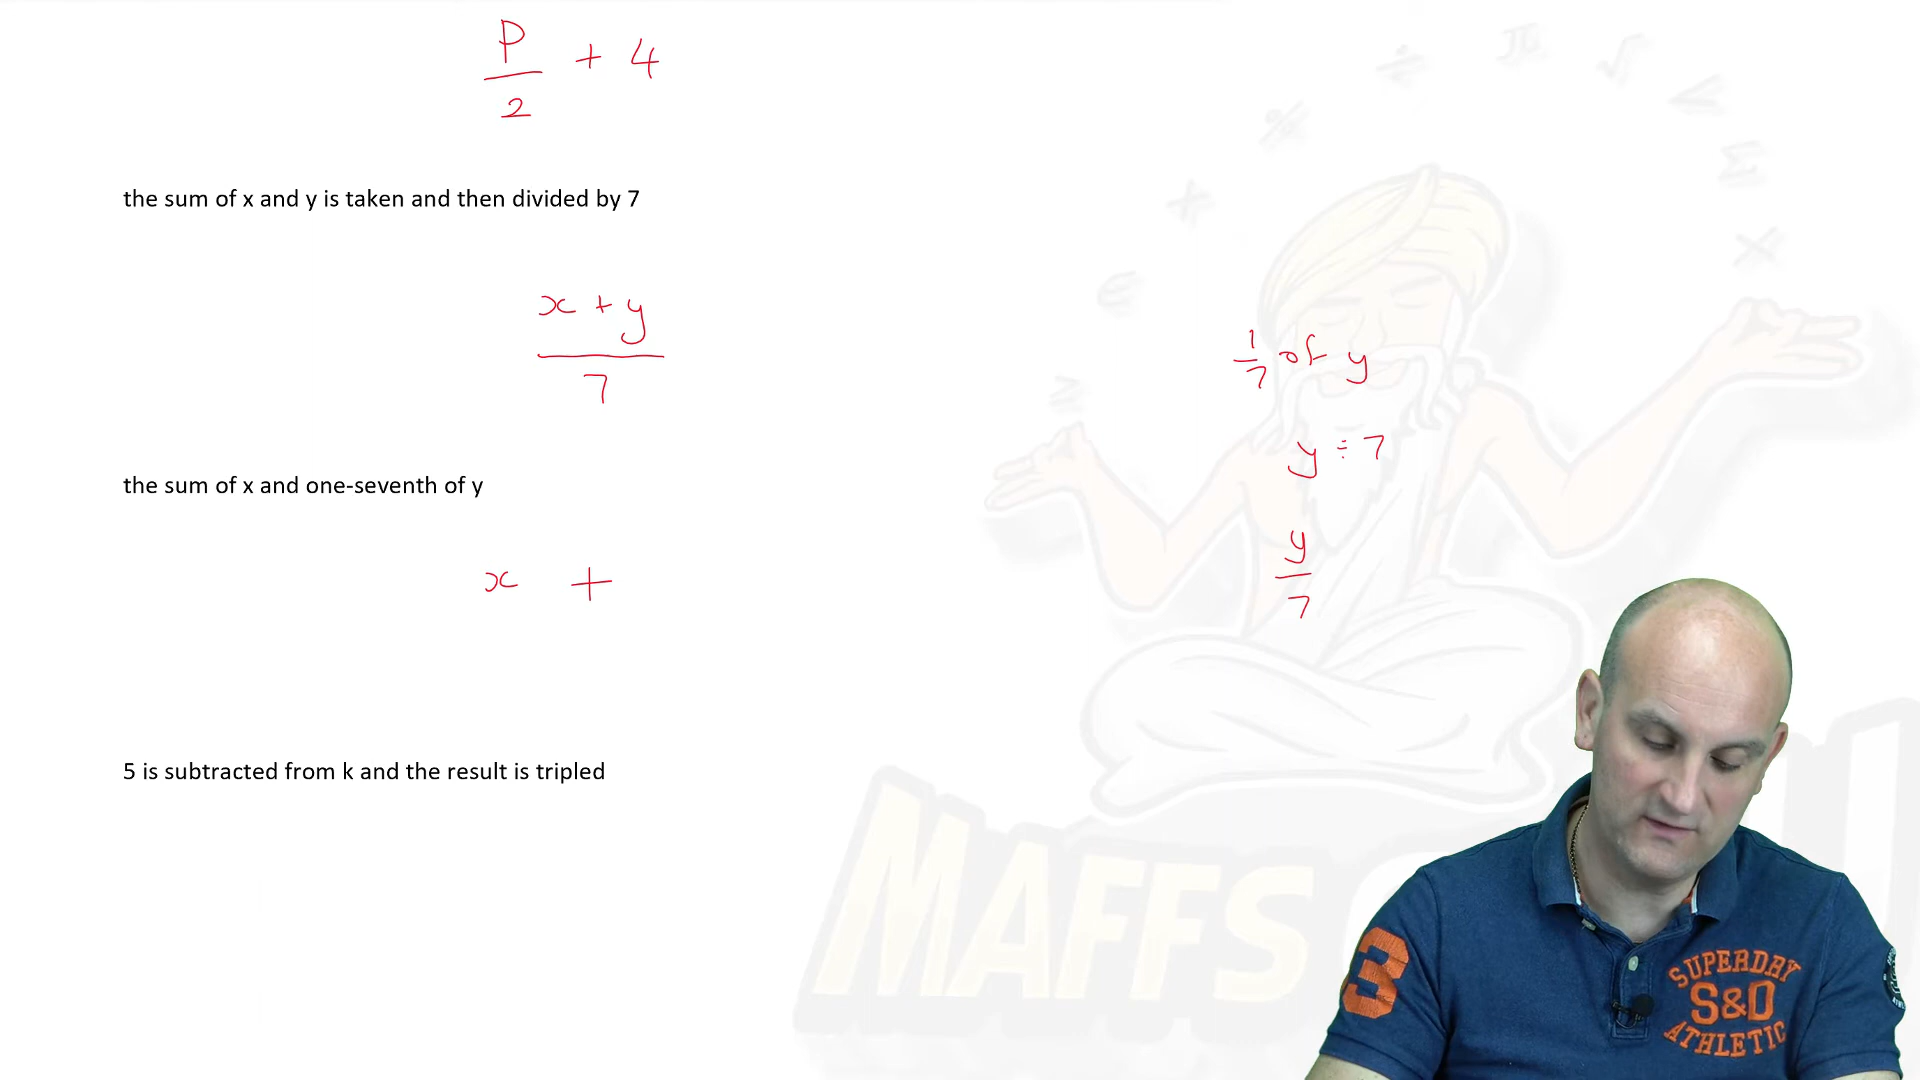 P
2
+ 4
the sum of x and y is taken and then divided by 7
x + y
7
1/7 of y
y ÷ 7
the sum of x and one-seventh of y
y
7
x +
5 is subtracted from k and the result is tripled
MAFFS
3
SUPERDRY
S&D
ATHLETIC